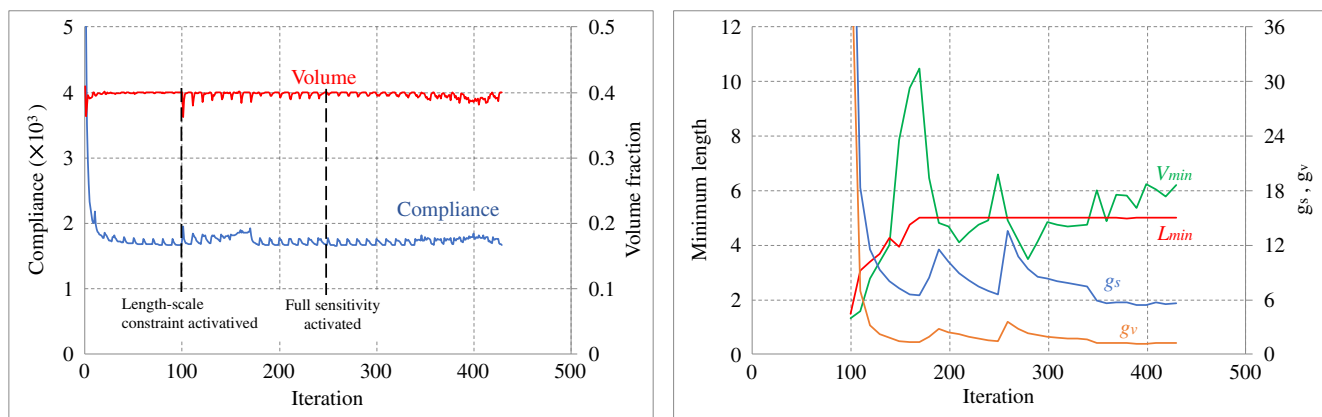 5
4
3
2
1
0
Compliance (×10³)
0.5
0.4
0.3
0.2
0.1
0
Volume fraction
Volume
Compliance
Length-scale
constraint activatived
Full sensitivity
activated
0 100 200 300 400 500
Iteration
12
10
8
6
4
2
0
Minimum length
36
30
24
18
12
6
0
gs , gv
Vmin
Lmin
gs
gv
0 100 200 300 400 500
Iteration